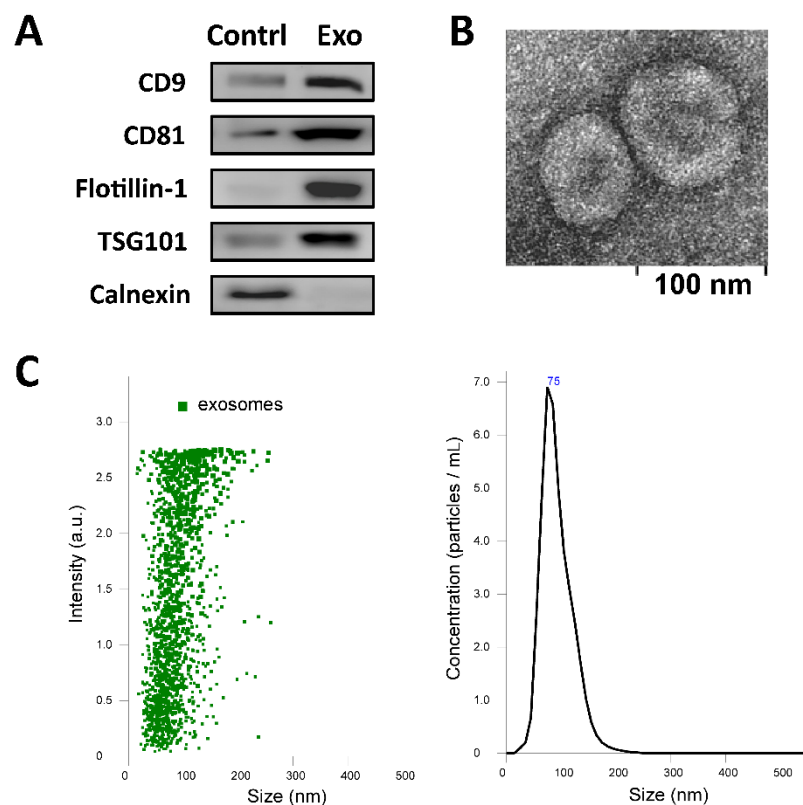 A
Contrl Exo
CD9
CD81
Flotillin-1
TSG101
Calnexin
B
100 nm
C
exosomes
Intensity (a.u.)
3.0
2.5
2.0
1.5
1.0
0.5
0
0 100 200 300 400 500
Size (nm)
75
Concentration (particles / mL)
7.0
6.0
5.0
4.0
3.0
2.0
1.0
0
0 100 200 300 400 500
Size (nm)